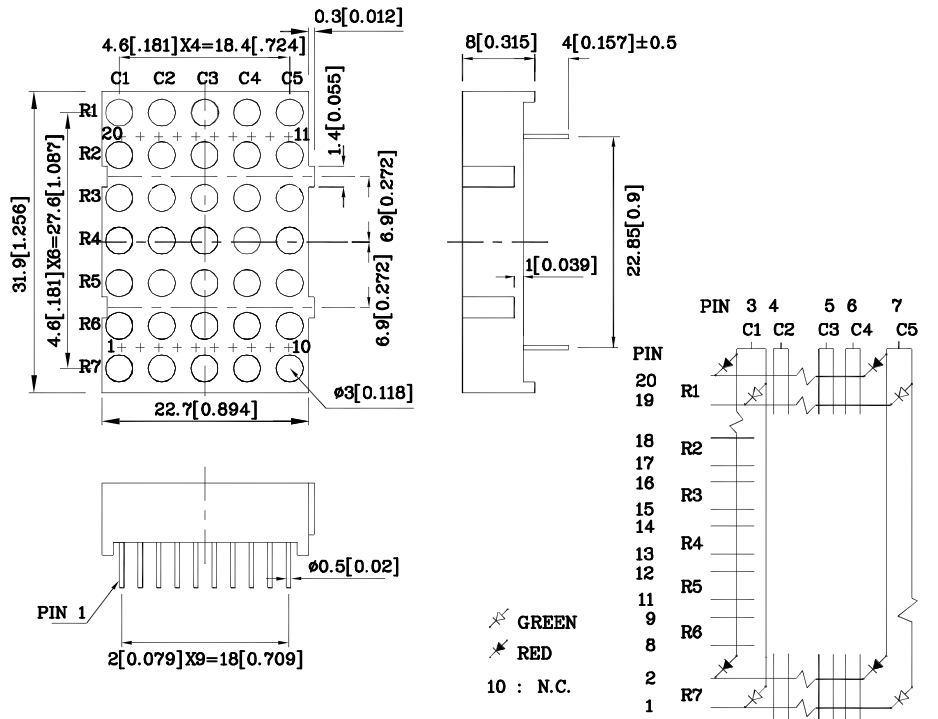 0.3[0.012]
4.6[.181]X4=18.4[.724]
C1 C2 C3 C4 C5
R1
20 11
R2
R3
R4
R5
R6
1 10
R7
1.4[0.055]
6.9[0.272]
6.9[0.272]
31.9[1.256]
4.6[.181]X6=27.6[1.087]
ø3[0.118]
22.7[0.894]
8[0.315]
4[0.157]±0.5
22.85[0.9]
1[0.039]
ø0.5[0.02]
PIN 1
2[0.079]X9=18[0.709]
GREEN
RED
10 : N.C.
PIN 3 4 5 6 7
C1 C2 C3 C4 C5
PIN
20
R1
19
18
R2
17
16
R3
15
14
R4
13
12
R5
11
9
R6
8
2
R7
1